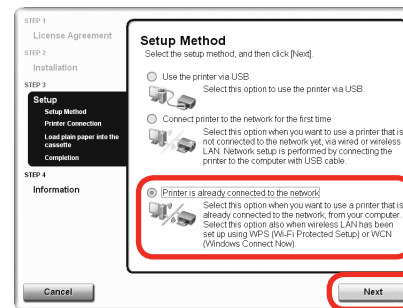 STEP 1
License Agreement
STEP 2
Installation
STEP 3
Setup
Setup Method
Printer Connection
Load plain paper into the
cassette
Completion
STEP 4
Information
Setup Method
Select the setup method, and then click [Next].
Use the printer via USB
Select this option to use the printer via USB.
Connect printer to the network for the first time
Select this option when you want to use a printer that is
not connected to the network yet, via wired or wireless
LAN. Network setup is performed by connecting the
printer to the computer with USB cable.
Printer is already connected to the network
Select this option when you want to use a printer that is
already connected to the network, from your computer.
Select this option also when wireless LAN has been
set up using WPS (Wi-Fi Protected Setup) or WCN
(Windows Connect Now).
Cancel
Next